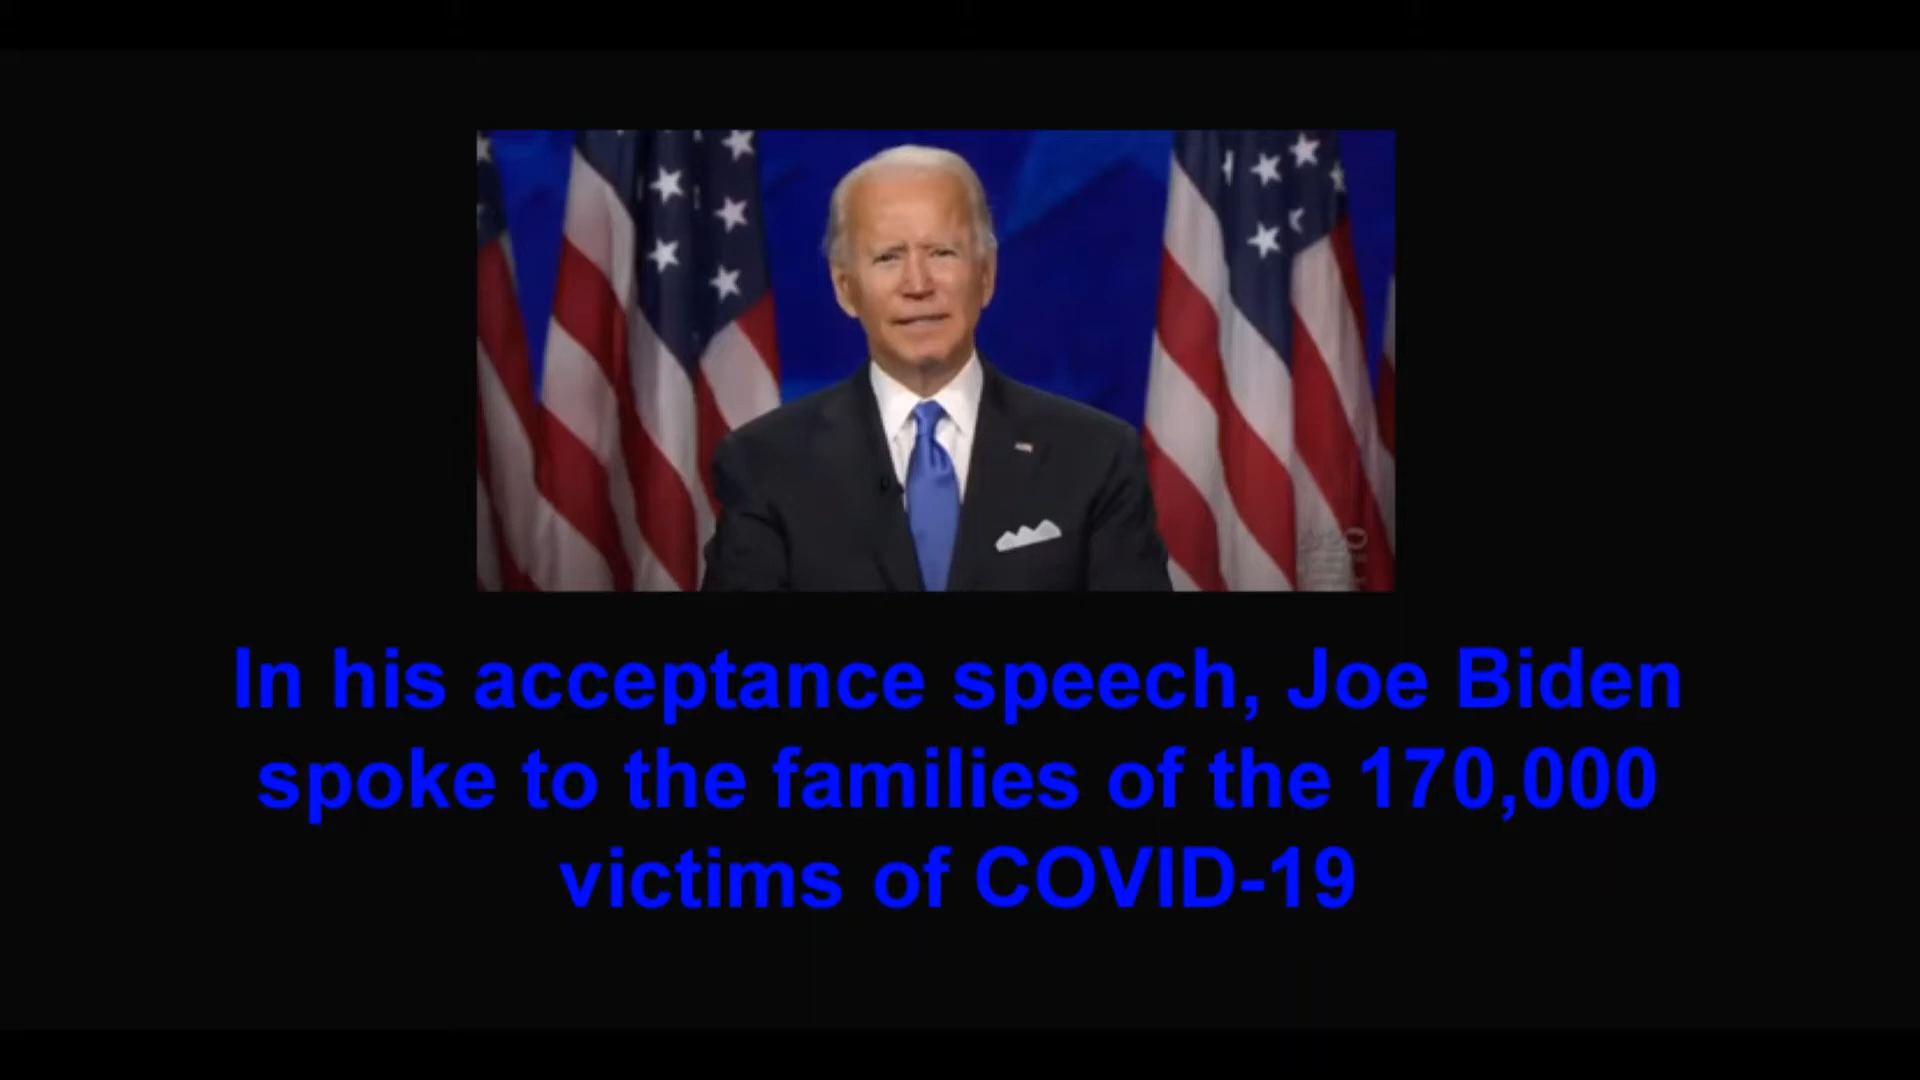 In his acceptance speech, Joe Biden
spoke to the families of the 170,000
victims of COVID-19